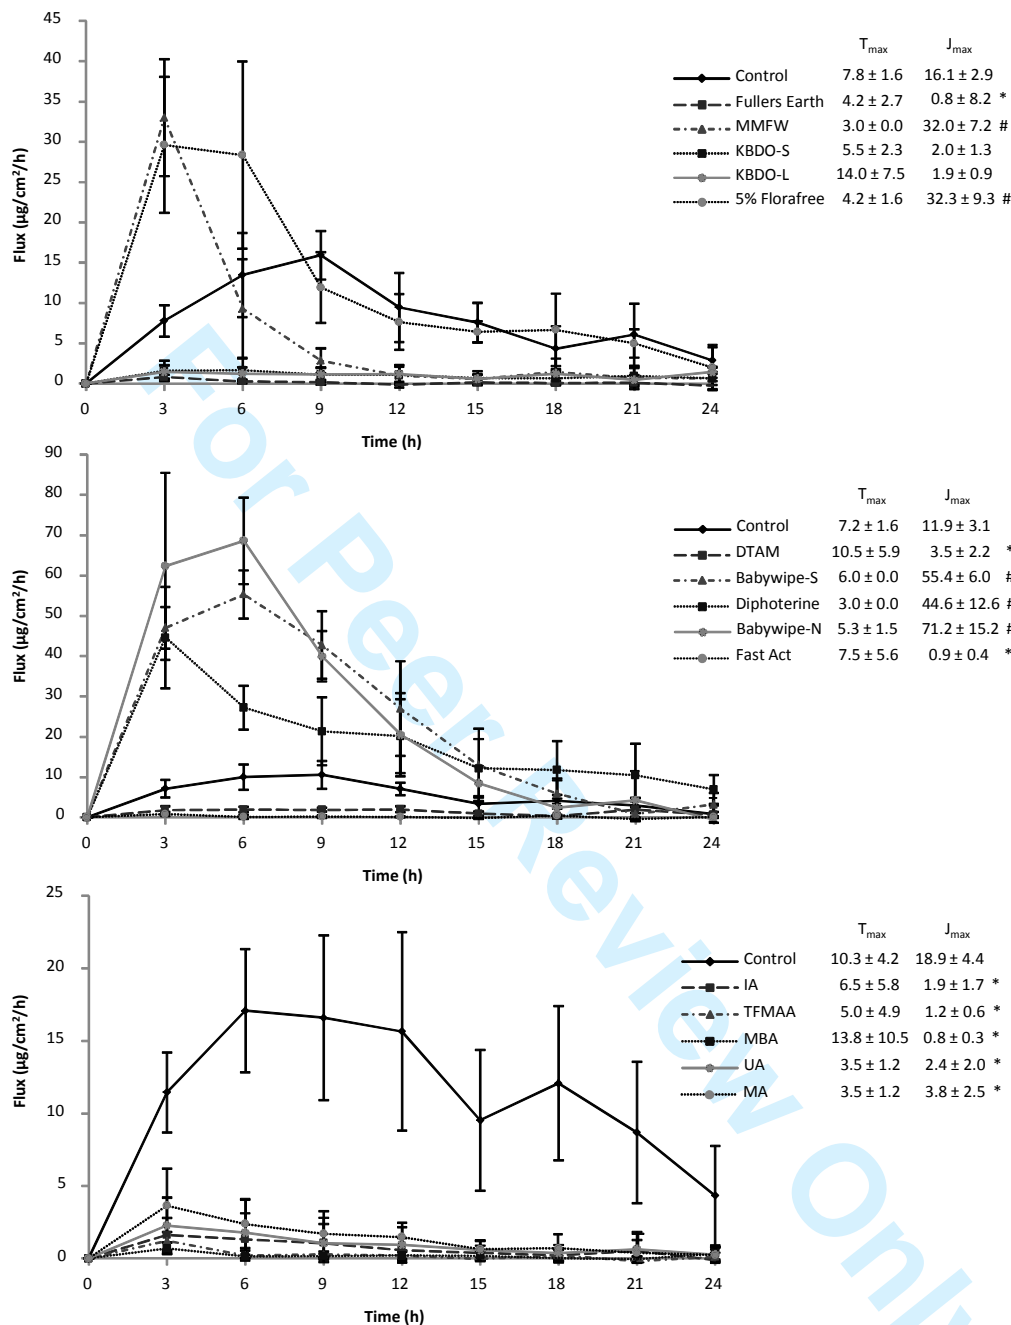 45
40
35
30
25
20
15
10
5
0
Flux (µg/cm²/h)
0 3 6 9 12 15 18 21 24
Time (h)
Tmax Jmax
Control 7.8 ± 1.6 16.1 ± 2.9
Fullers Earth 4.2 ± 2.7 0.8 ± 8.2 *
MMFW 3.0 ± 0.0 32.0 ± 7.2 #
KBDO-S 5.5 ± 2.3 2.0 ± 1.3
KBDO-L 14.0 ± 7.5 1.9 ± 0.9
5% Florafree 4.2 ± 1.6 32.3 ± 9.3 #
90
80
70
60
50
40
30
20
10
0
Flux (µg/cm²/h)
0 3 6 9 12 15 18 21 24
Time (h)
Tmax Jmax
Control 7.2 ± 1.6 11.9 ± 3.1
DTAM 10.5 ± 5.9 3.5 ± 2.2 *
Babywipe-S 6.0 ± 0.0 55.4 ± 6.0 #
Diphoterine 3.0 ± 0.0 44.6 ± 12.6 #
Babywipe-N 5.3 ± 1.5 71.2 ± 15.2 #
Fast Act 7.5 ± 5.6 0.9 ± 0.4 *
25
20
15
10
5
0
Flux (µg/cm²/h)
0 3 6 9 12 15 18 21 24
Time (h)
Tmax Jmax
Control 10.3 ± 4.2 18.9 ± 4.4
IA 6.5 ± 5.8 1.9 ± 1.7 *
TFMAA 5.0 ± 4.9 1.2 ± 0.6 *
MBA 13.8 ± 10.5 0.8 ± 0.3 *
UA 3.5 ± 1.2 2.4 ± 2.0 *
MA 3.5 ± 1.2 3.8 ± 2.5 *
For Peer Review Only